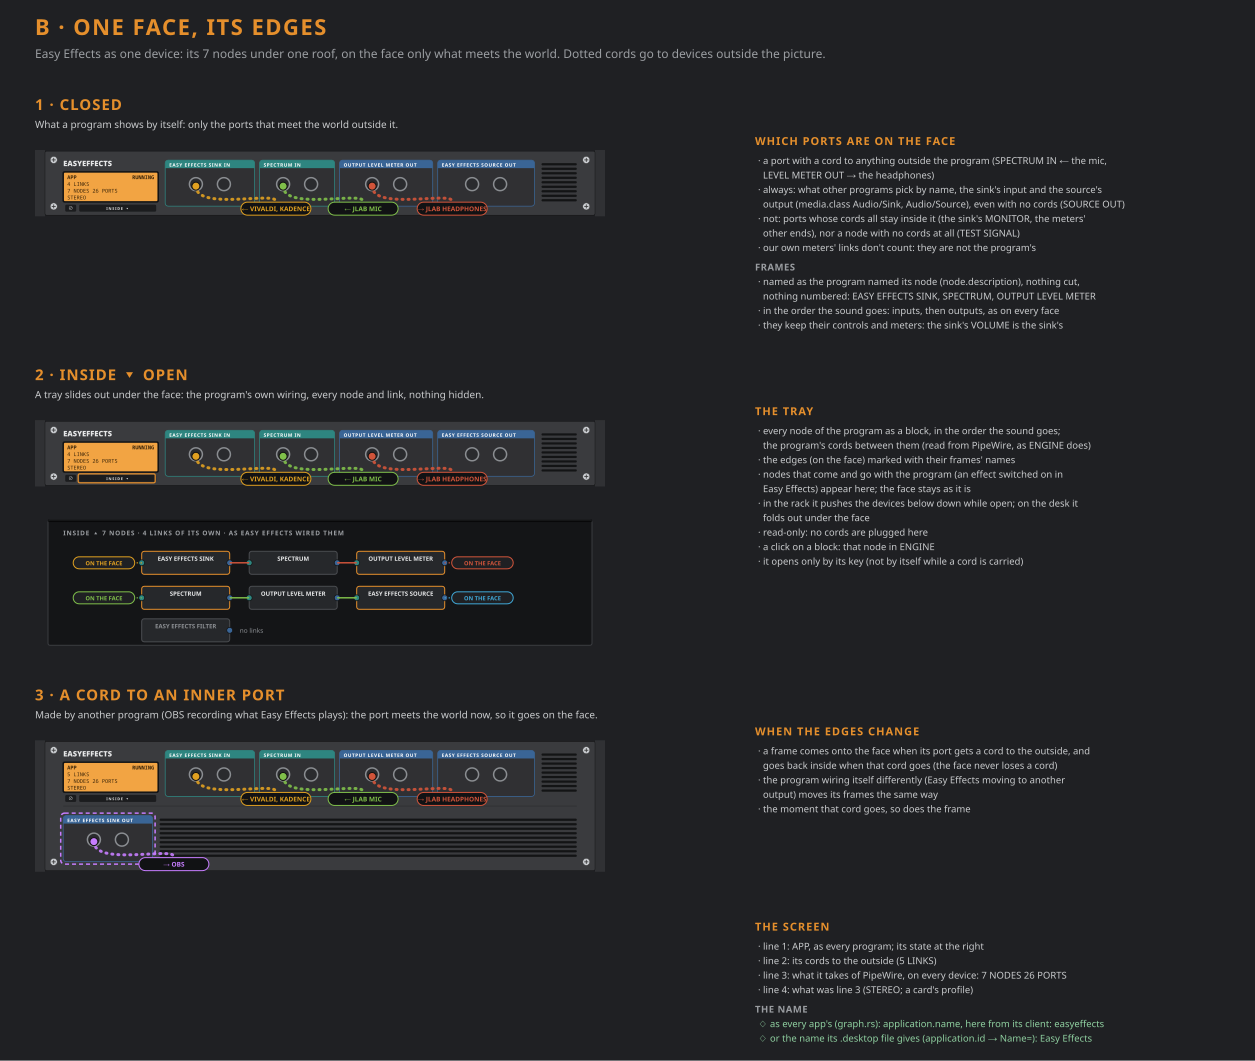 B · ONE FACE, ITS EDGES
Easy Effects as one device: its 7 nodes under one roof, on the face only what meets the world. Dotted cords go to devices outside the picture.
1 · CLOSED
What a program shows by itself: only the ports that meet the world outside it.
EASYEFFECTS
APP RUNNING
4 LINKS
7 NODES 26 PORTS
STEREO
INSIDE
EASY EFFECTS SINK IN
SPECTRUM IN
OUTPUT LEVEL METER OUT
EASY EFFECTS SOURCE OUT
← VIVALDI, KADENCE
← JLAB MIC
→ JLAB HEADPHONES
WHICH PORTS ARE ON THE FACE
· a port with a cord to anything outside the program (SPECTRUM IN ← the mic,
LEVEL METER OUT → the headphones)
· always: what other programs pick by name, the sink's input and the source's
output (media.class Audio/Sink, Audio/Source), even with no cords (SOURCE OUT)
· not: ports whose cords all stay inside it (the sink's MONITOR, the meters'
other ends), nor a node with no cords at all (TEST SIGNAL)
· our own meters' links don't count: they are not the program's
FRAMES
· named as the program named its node (node.description), nothing cut,
nothing numbered: EASY EFFECTS SINK, SPECTRUM, OUTPUT LEVEL METER
· in the order the sound goes: inputs, then outputs, as on every face
· they keep their controls and meters: the sink's VOLUME is the sink's
2 · INSIDE ▾ OPEN
A tray slides out under the face: the program's own wiring, every node and link, nothing hidden.
EASYEFFECTS
APP RUNNING
4 LINKS
7 NODES 26 PORTS
STEREO
INSIDE
EASY EFFECTS SINK IN
SPECTRUM IN
OUTPUT LEVEL METER OUT
EASY EFFECTS SOURCE OUT
← VIVALDI, KADENCE
← JLAB MIC
→ JLAB HEADPHONES
INSIDE ▴ 7 NODES · 4 LINKS OF ITS OWN · AS EASY EFFECTS WIRED THEM
ON THE FACE
EASY EFFECTS SINK
SPECTRUM
OUTPUT LEVEL METER
ON THE FACE
ON THE FACE
SPECTRUM
OUTPUT LEVEL METER
EASY EFFECTS SOURCE
ON THE FACE
EASY EFFECTS FILTER
no links
THE TRAY
· every node of the program as a block, in the order the sound goes;
the program's cords between them (read from PipeWire, as ENGINE does)
· the edges (on the face) marked with their frames' names
· nodes that come and go with the program (an effect switched on in
Easy Effects) appear here; the face stays as it is
· in the rack it pushes the devices below down while open; on the desk it
folds out under the face
· read-only: no cords are plugged here
· a click on a block: that node in ENGINE
· it opens only by its key (not by itself while a cord is carried)
3 · A CORD TO AN INNER PORT
Made by another program (OBS recording what Easy Effects plays): the port meets the world now, so it goes on the face.
EASYEFFECTS
APP RUNNING
5 LINKS
7 NODES 26 PORTS
STEREO
INSIDE
EASY EFFECTS SINK IN
SPECTRUM IN
OUTPUT LEVEL METER OUT
EASY EFFECTS SOURCE OUT
← VIVALDI, KADENCE
← JLAB MIC
→ JLAB HEADPHONES
EASY EFFECTS SINK OUT
→ OBS
WHEN THE EDGES CHANGE
· a frame comes onto the face when its port gets a cord to the outside, and
goes back inside when that cord goes (the face never loses a cord)
· the program wiring itself differently (Easy Effects moving to another
output) moves its frames the same way
· the moment that cord goes, so does the frame
THE SCREEN
· line 1: APP, as every program; its state at the right
· line 2: its cords to the outside (5 LINKS)
· line 3: what it takes of PipeWire, on every device: 7 NODES 26 PORTS
· line 4: what was line 3 (STEREO; a card's profile)
THE NAME
♢ as every app's (graph.rs): application.name, here from its client: easyeffects
♢ or the name its .desktop file gives (application.id → Name=): Easy Effects